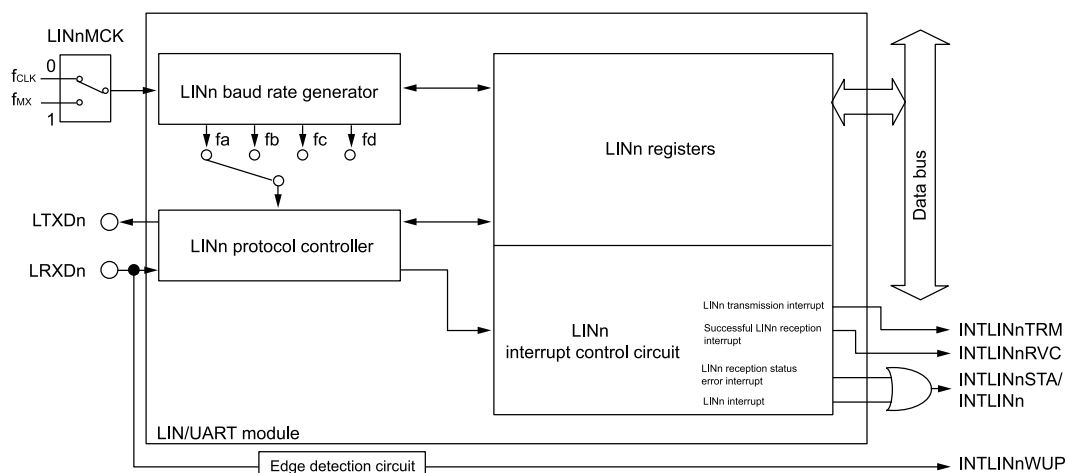 LINnMCK
0
fCLK
fMX
1
LINn baud rate generator
fa fb fc fd
LINn registers
Data bus
LTXDn
LRXDn
LINn protocol controller
LINn
interrupt control circuit
LINn transmission interrupt
Successful LINn reception
interrupt
LINn reception status
error interrupt
LINn interrupt
INTLINnTRM
INTLINnRVC
INTLINnSTA/
INTLINn
LIN/UART module
Edge detection circuit
INTLINnWUP